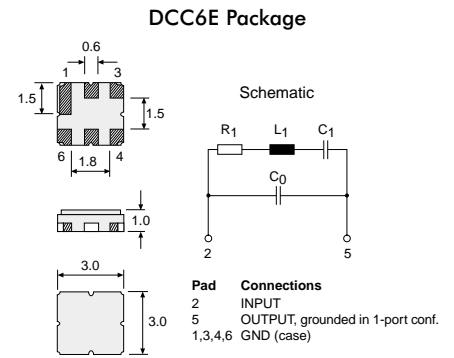 DCC6E Package
0.6
1 3
1.5
1.5
6 1.8 4
1.0
3.0
3.0
Schematic
R1 L1 C1
C0
2 5
Pad Connections
2 INPUT
5 OUTPUT, grounded in 1-port conf.
1,3,4,6 GND (case)